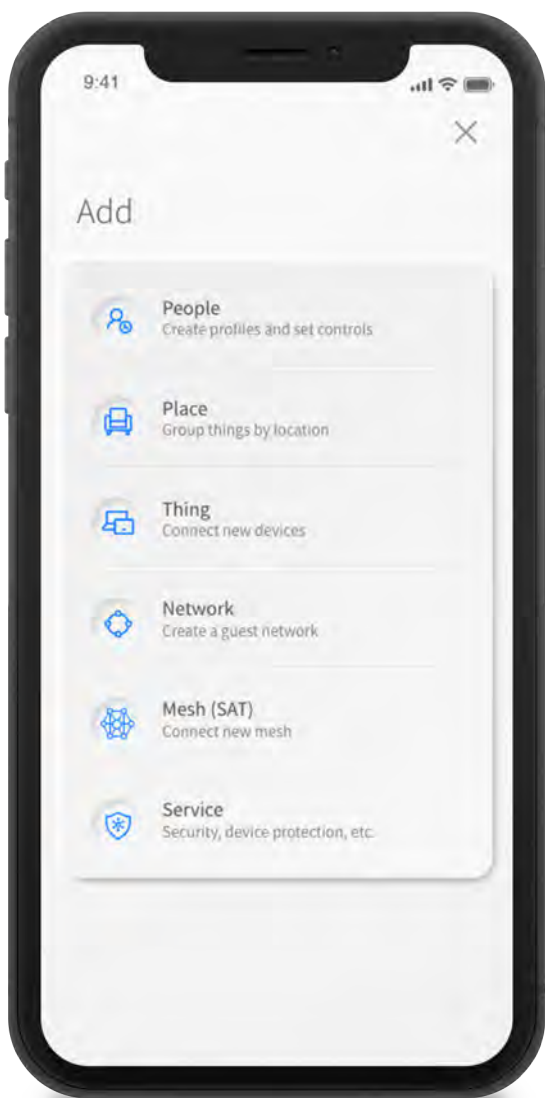 9:41
Add
People
Create profiles and set controls
Place
Group things by location
Thing
Connect new devices
Network
Create a guest network
Mesh (SAT)
Connect new mesh
Service
Security, device protection, etc.